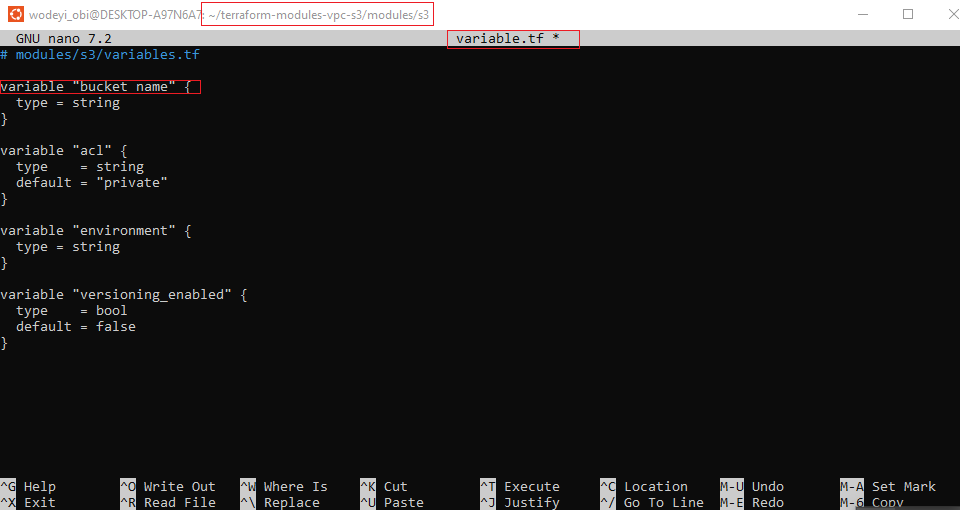 wodeyi_obi@DESKTOP-A97N6A7: ~/terraform-modules-vpc-s3/modules/s3
GNU nano 7.2 variable.tf *
# modules/s3/variables.tf
variable "bucket name" {
  type = string
}
variable "acl" {
  type    = string
  default = "private"
}
variable "environment" {
  type = string
}
variable "versioning_enabled" {
  type    = bool
  default = false
}
^G Help ^O Write Out ^W Where Is ^K Cut ^T Execute ^C Location M-U Undo M-A Set Mark
^X Exit ^R Read File ^\ Replace ^U Paste ^J Justify ^/ Go To Line M-E Redo M-6 Copy